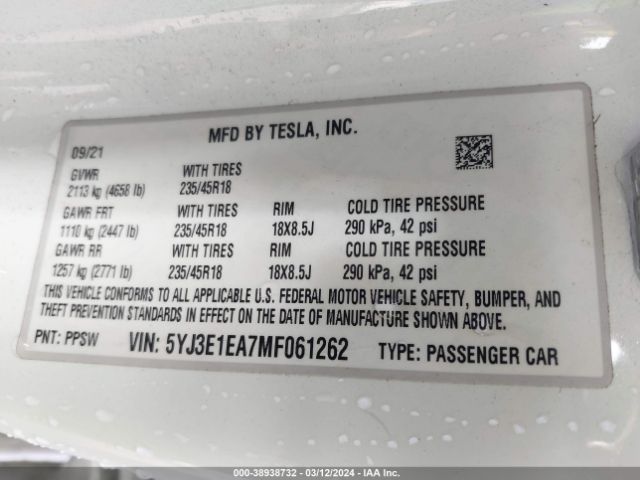 MFD BY TESLA, INC.
09/21
GVWR WITH TIRES
2113 kg (4658 lb) 235/45R18
GAWR FRT WITH TIRES RIM COLD TIRE PRESSURE
1110 kg (2447 lb) 235/45R18 18X8.5J 290 kPa, 42 psi
GAWR RR WITH TIRES RIM COLD TIRE PRESSURE
1257 kg (2771 lb) 235/45R18 18X8.5J 290 kPa, 42 psi
THIS VEHICLE CONFORMS TO ALL APPLICABLE U.S. FEDERAL MOTOR VEHICLE SAFETY, BUMPER, AND
THEFT PREVENTION STANDARDS IN EFFECT ON THE DATE OF MANUFACTURE SHOWN ABOVE.
PNT: PPSW VIN: 5YJ3E1EA7MF061262 TYPE: PASSENGER CAR
000-38938732 - 03/12/2024 - IAA Inc.